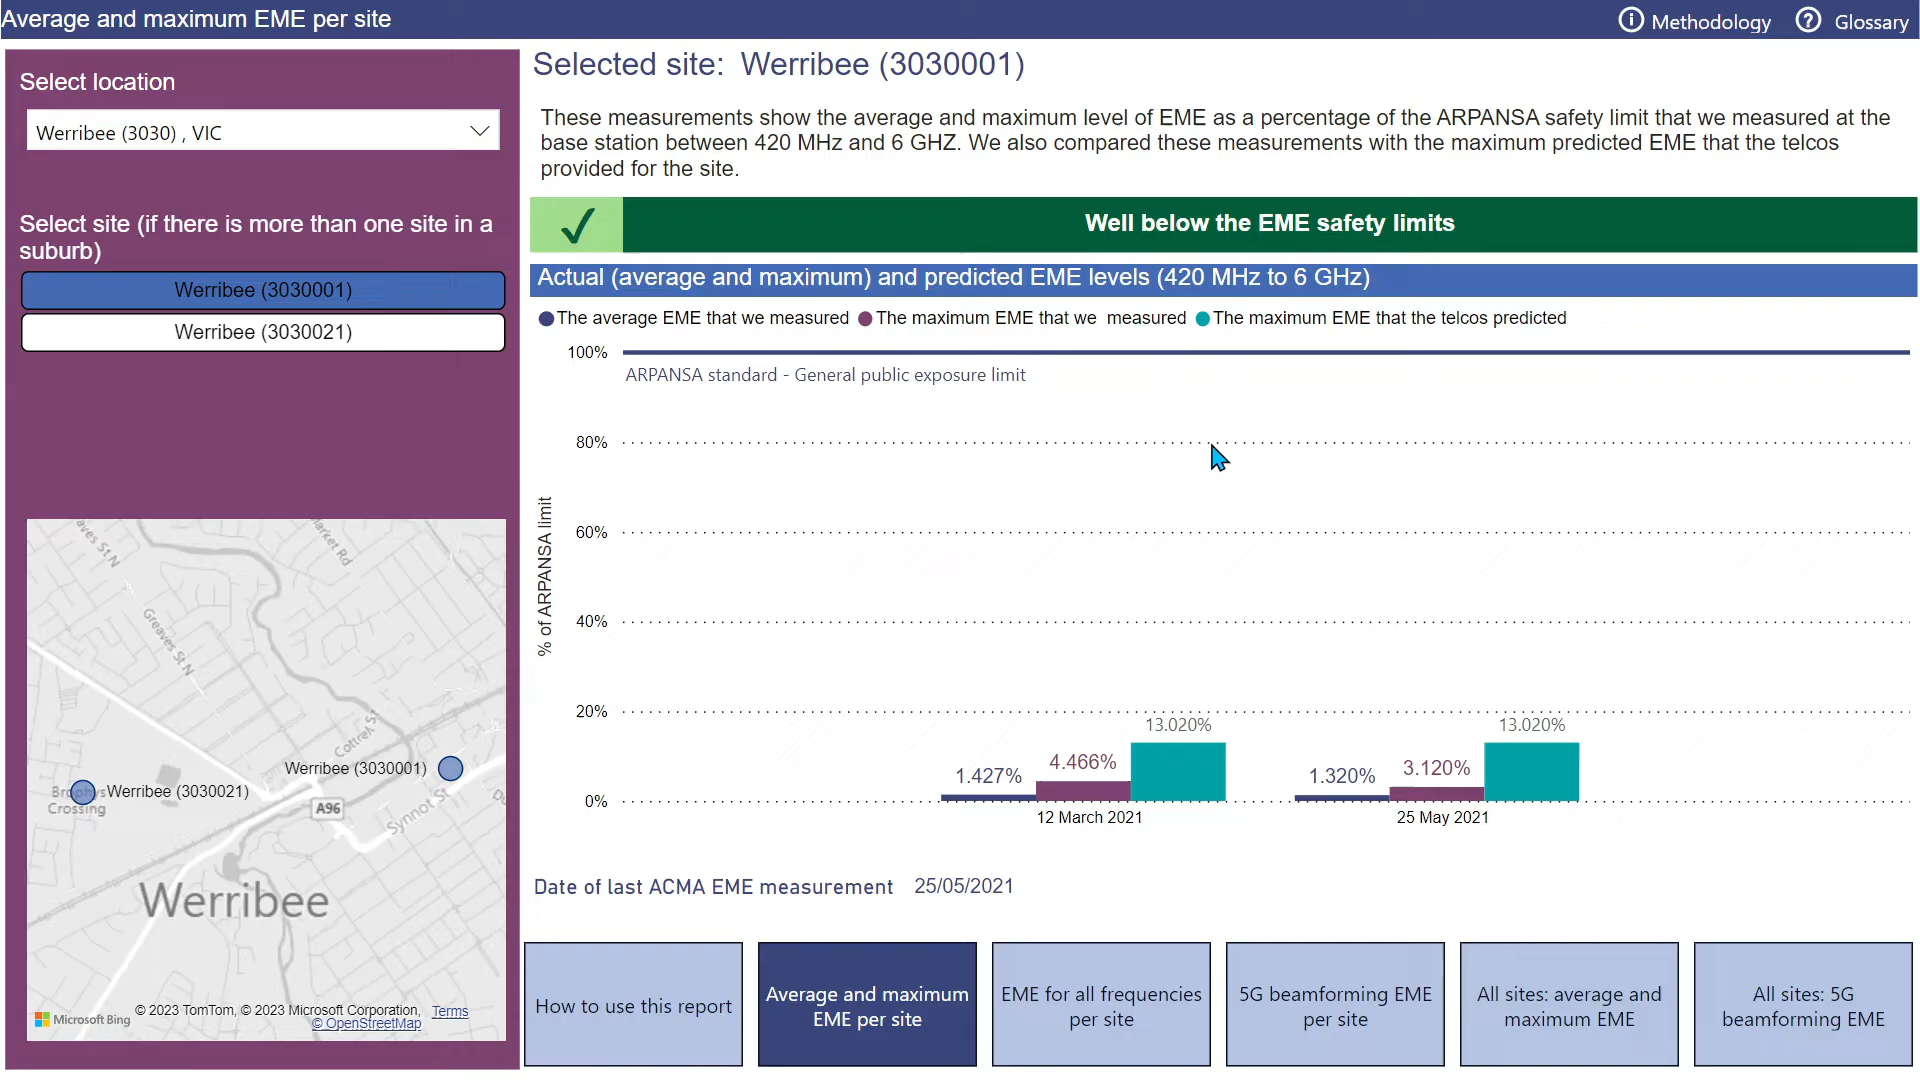 Average and maximum EME per site
Methodology
Glossary
Select location
Werribee (3030) , VIC
Select site (if there is more than one site in a
suburb)
Werribee (3030001)
Werribee (3030021)
Selected site: Werribee (3030001)
These measurements show the average and maximum level of EME as a percentage of the ARPANSA safety limit that we measured at the
base station between 420 MHz and 6 GHZ. We also compared these measurements with the maximum predicted EME that the telcos
provided for the site.
Well below the EME safety limits
Actual (average and maximum) and predicted EME levels (420 MHz to 6 GHz)
The average EME that we measured
The maximum EME that we measured
The maximum EME that the telcos predicted
100%
ARPANSA standard - General public exposure limit
80%
60%
40%
20%
0%
% of ARPANSA limit
1.427%
4.466%
13.020%
1.320%
3.120%
13.020%
12 March 2021
25 May 2021
Date of last ACMA EME measurement 25/05/2021
Market Rd
Greaves St N
Cottrell St
Werribee (3030001)
Werribee (3030021)
Crossing
A96
Synnot St
Werribee
Microsoft Bing
© 2023 TomTom, © 2023 Microsoft Corporation, Terms
© OpenStreetMap
How to use this report
Average and maximum
EME per site
EME for all frequencies
per site
5G beamforming EME
per site
All sites: average and
maximum EME
All sites: 5G
beamforming EME